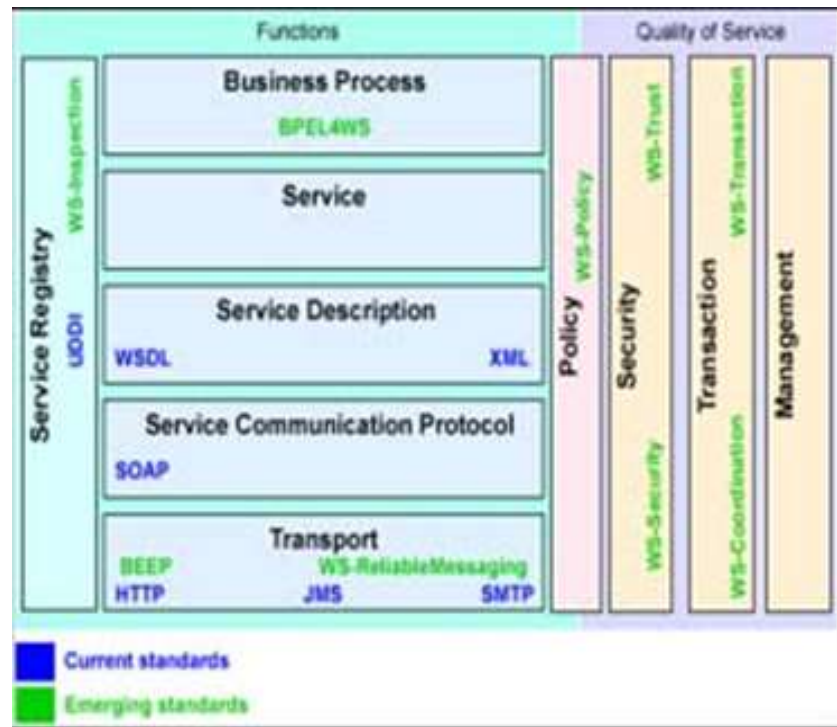 Functions
Quality of Service
Service Registry
WS-Inspection
UDDI
Business Process
BPEL4WS
Service
Service Description
WSDL XML
Service Communication Protocol
SOAP
Transport
BEEP WS-ReliableMessaging
HTTP JMS SMTP
Policy
WS-Policy
Security
WS-Trust
WS-Security
Transaction
WS-Transaction
WS-Coordination
Management
Current standards
Emerging standards